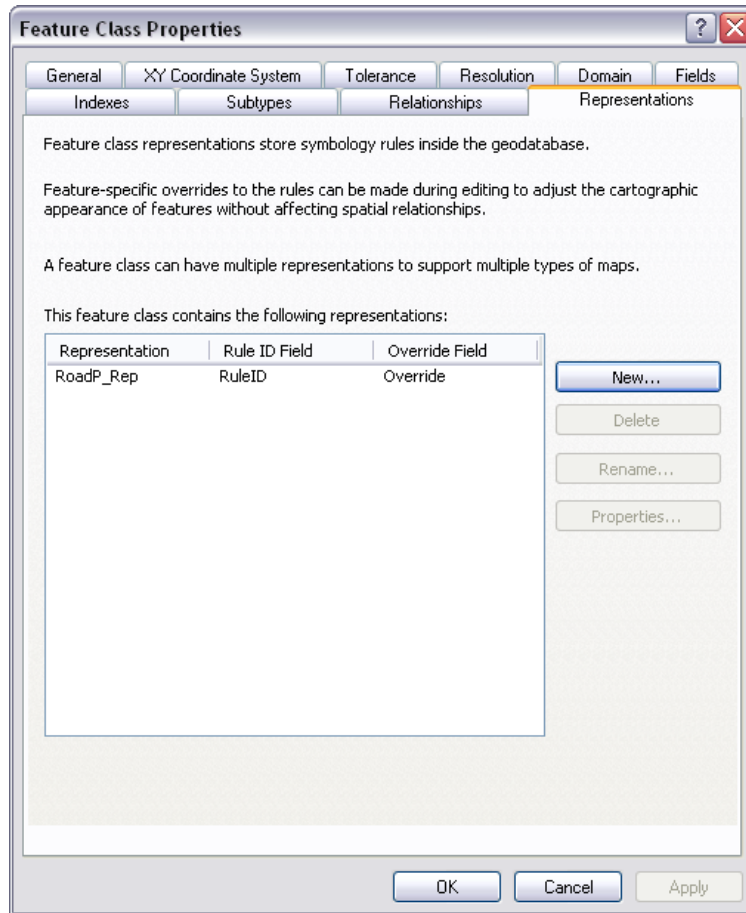 Feature Class Properties
General XY Coordinate System Tolerance Resolution Domain Fields
Indexes Subtypes Relationships Representations
Feature class representations store symbology rules inside the geodatabase.
Feature-specific overrides to the rules can be made during editing to adjust the cartographic
appearance of features without affecting spatial relationships.
A feature class can have multiple representations to support multiple types of maps.
This feature class contains the following representations:
Representation Rule ID Field Override Field
RoadP_Rep RuleID Override
New...
Delete
Rename...
Properties...
OK Cancel Apply